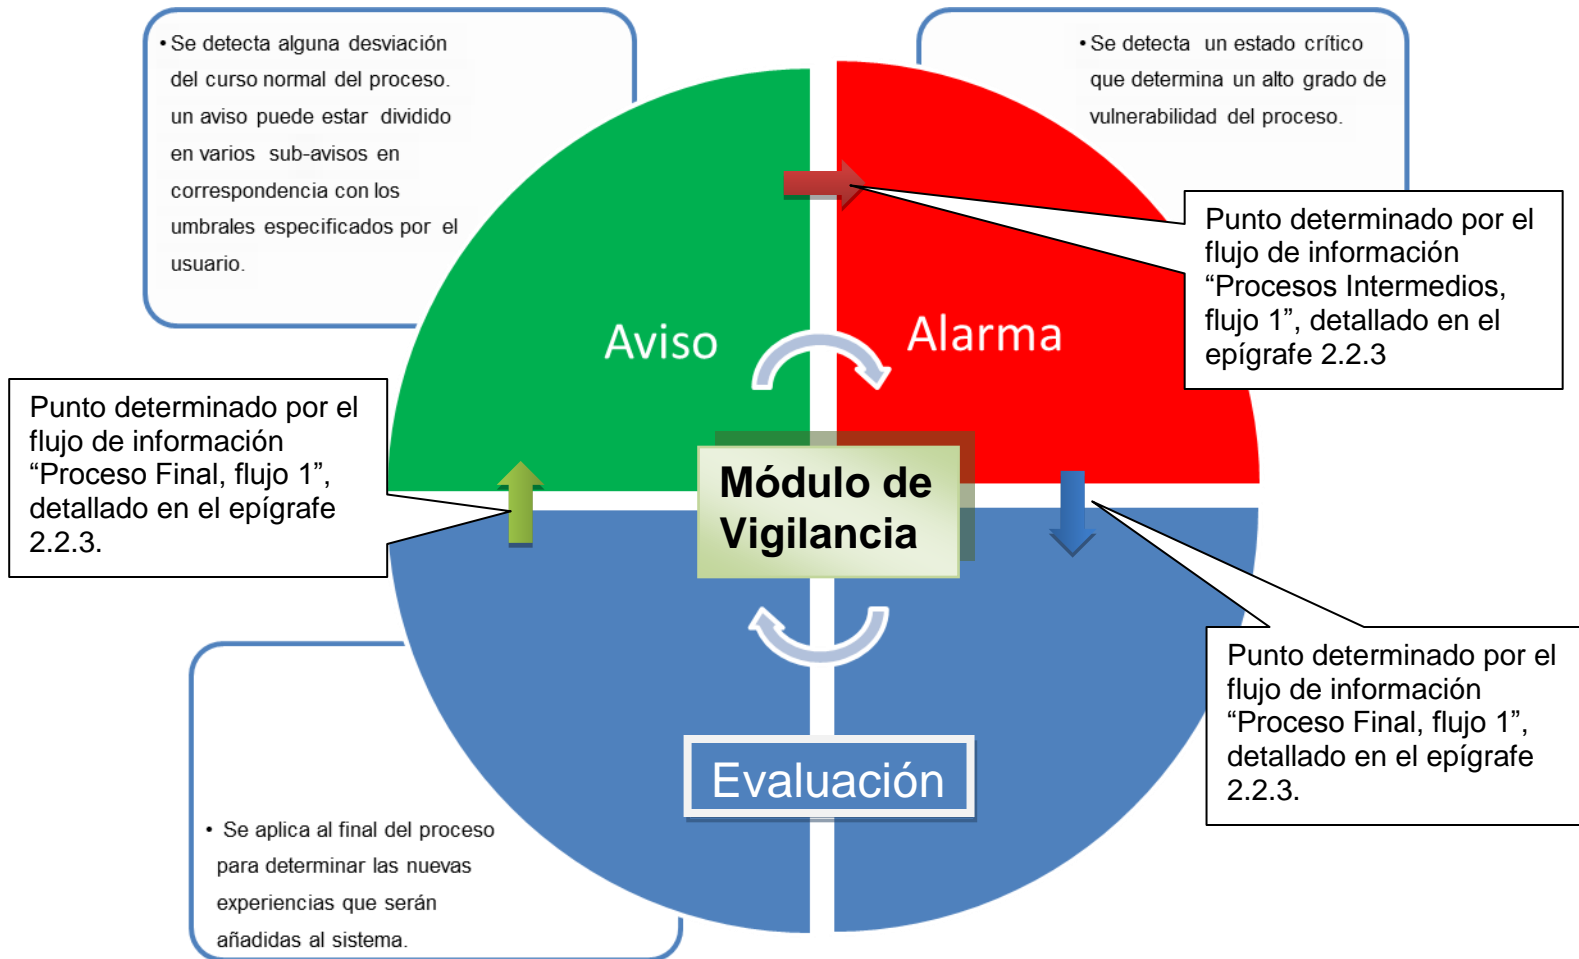 • Se detecta alguna desviación
del curso normal del proceso.
un aviso puede estar dividido
en varios sub-avisos en
correspondencia con los
umbrales especificados por el
usuario.
• Se detecta un estado crítico
que determina un alto grado de
vulnerabilidad del proceso.
Punto determinado por el
flujo de información
“Procesos Intermedios,
flujo 1”, detallado en el
epígrafe 2.2.3
Aviso
Alarma
Punto determinado por el
flujo de información
“Proceso Final, flujo 1”,
detallado en el epígrafe
2.2.3.
Módulo de
Vigilancia
Punto determinado por el
flujo de información
“Proceso Final, flujo 1”,
detallado en el epígrafe
2.2.3.
Evaluación
• Se aplica al final del proceso
para determinar las nuevas
experiencias que serán
añadidas al sistema.